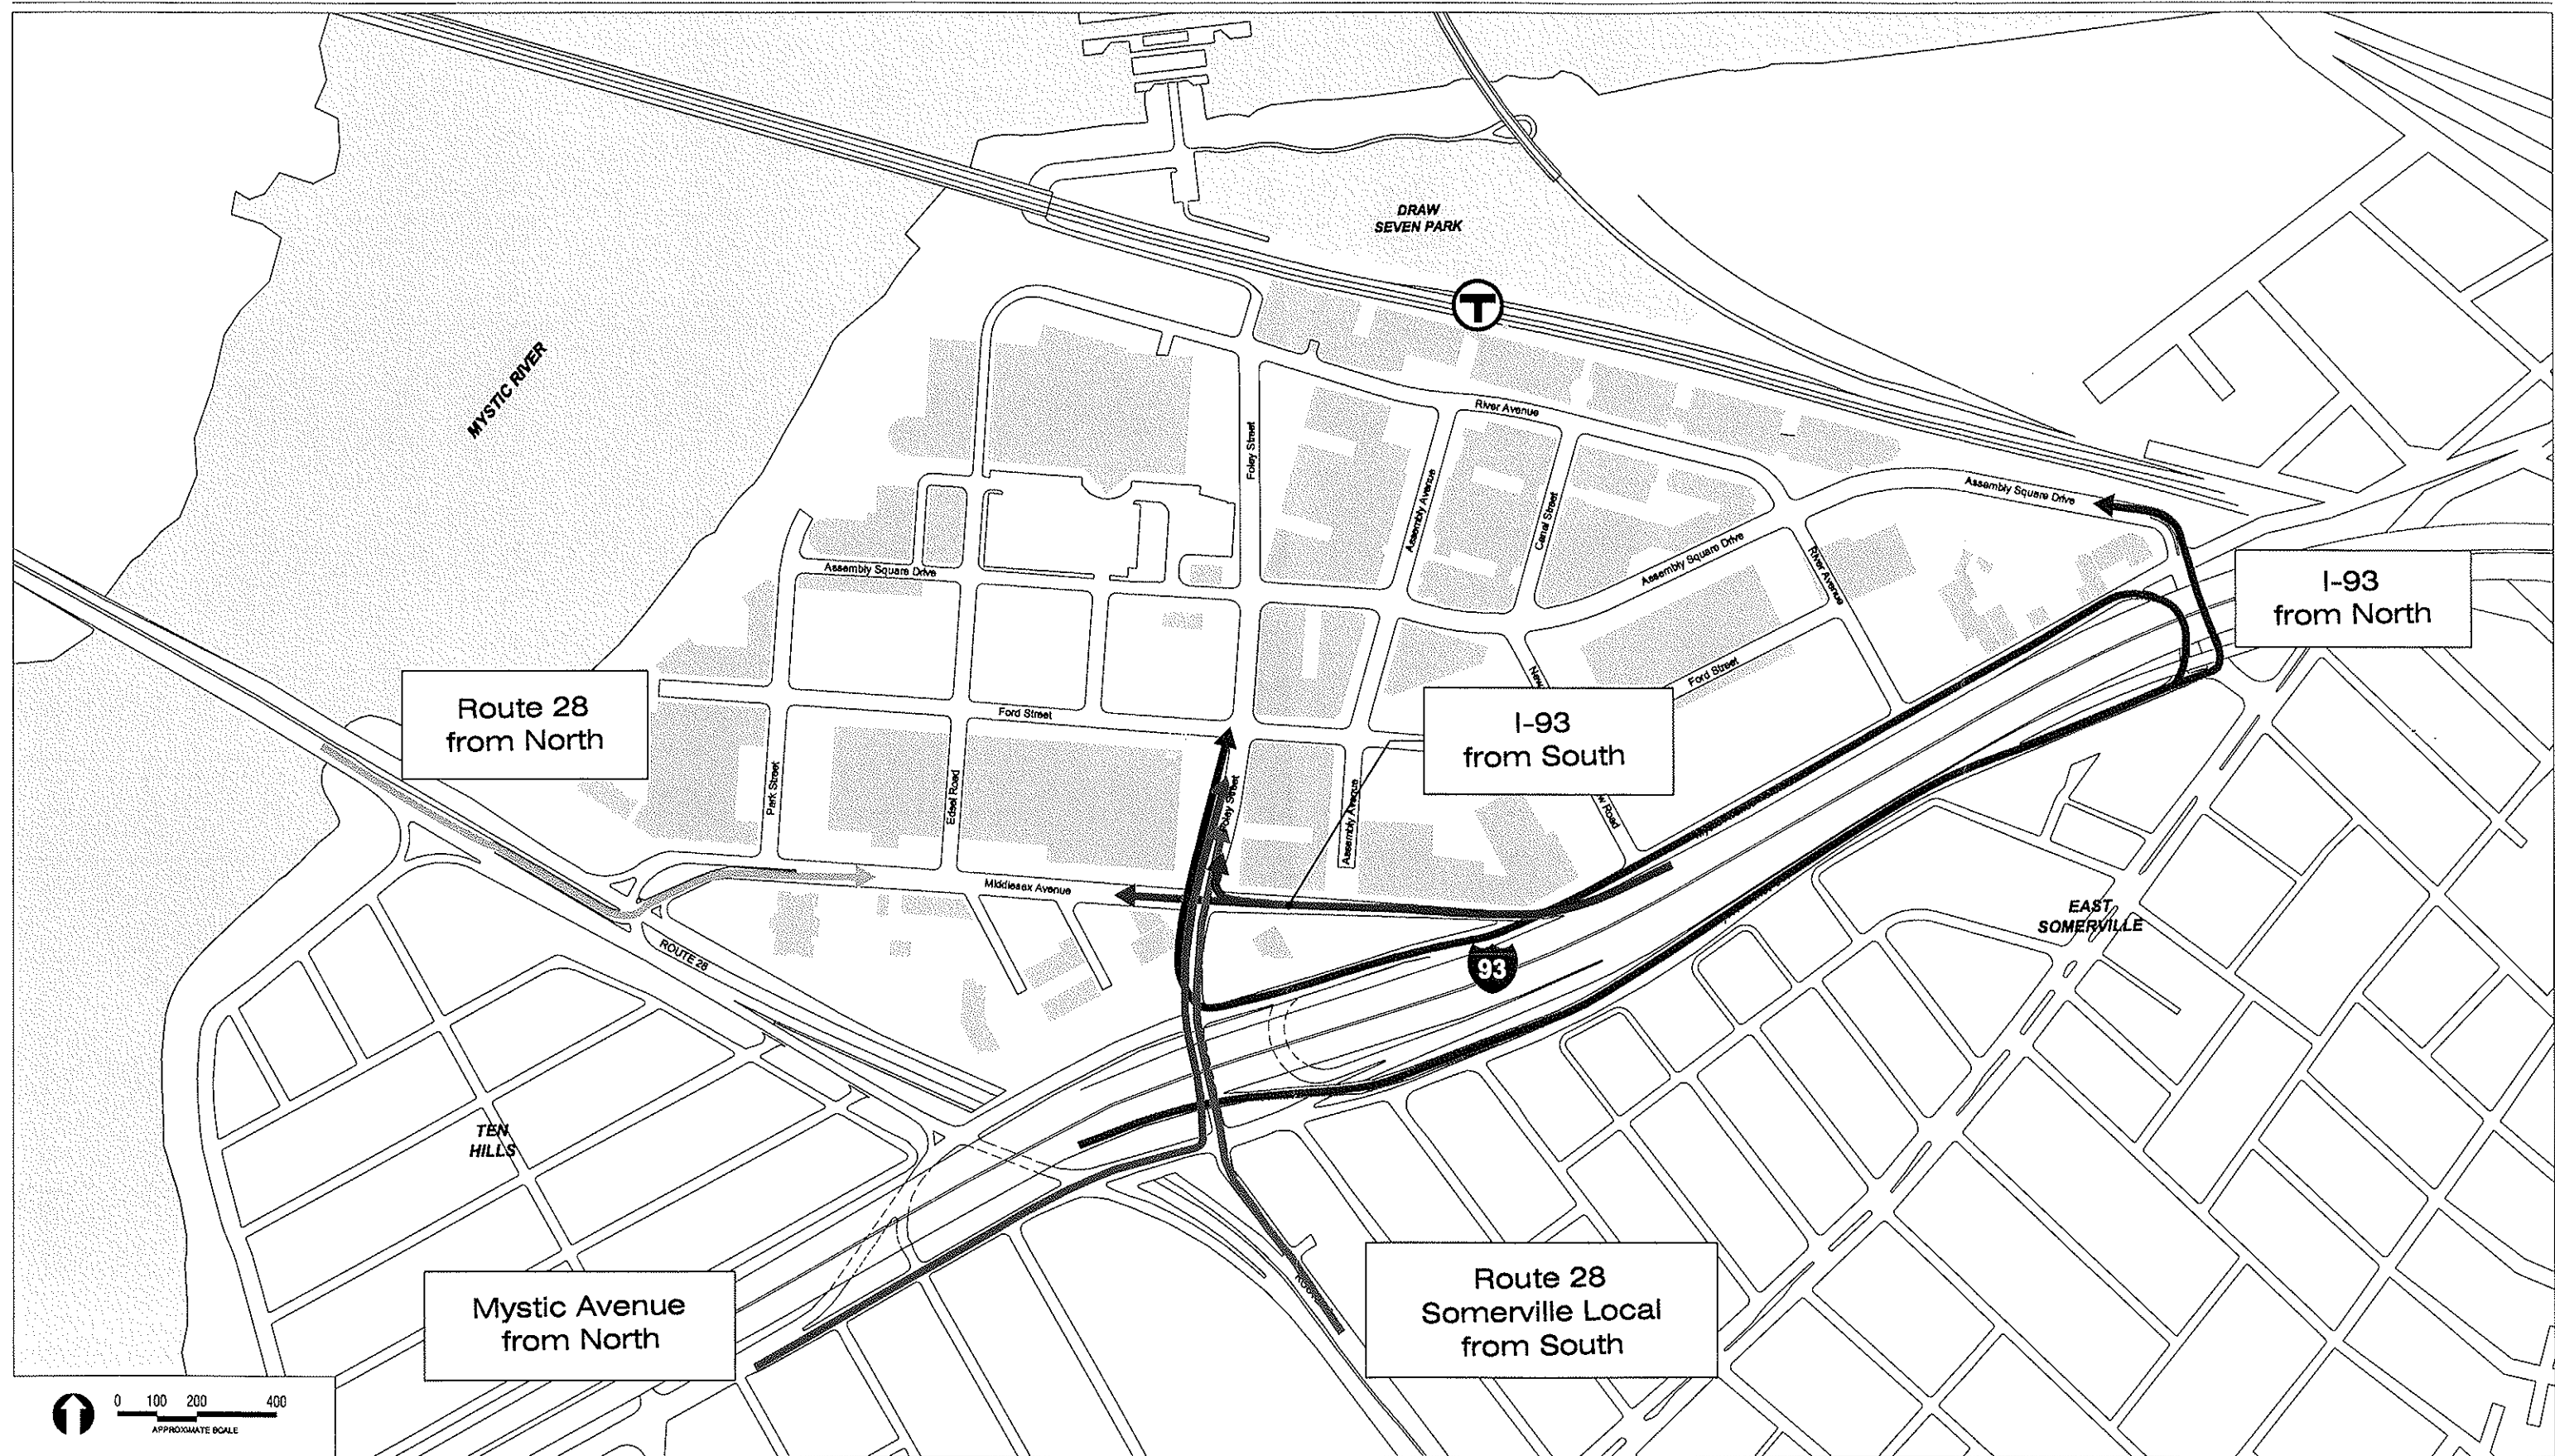 DRAW
SEVEN PARK
T
MYSTIC RIVER
River Avenue
Foley Street
Assembly Avenue
Canal Street
Assembly Square Drive
Assembly Square Drive
Assembly Square Drive
River Avenue
I-93
from North
Route 28
from North
Ford Street
Ford Street
I-93
from South
New Road
Park Street
Edsel Road
Foley Street
Assembly Avenue
Middlesex Avenue
ROUTE 28
93
EAST
SOMERVILLE
TEN
HILLS
Mystic Avenue
from North
Route 28
Somerville Local
from South
0 100 200 400
APPROXIMATE SCALE